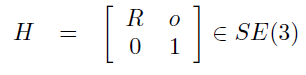 H = [ R o
0 1 ] ∈ SE(3)